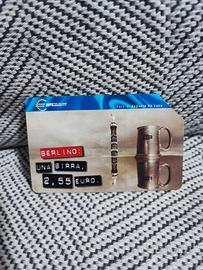 BERLINO:
UNA BIRRA,
2,55 EURO.